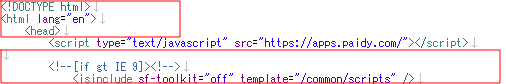 <!DOCTYPE html>
<html lang="en">
<head>
<script type="text/javascript" src="https://apps.paidy.com/"></script>
<!--[if gt IE 9]><!-->
<isinclude sf-toolkit="off" template="/common/scripts" />